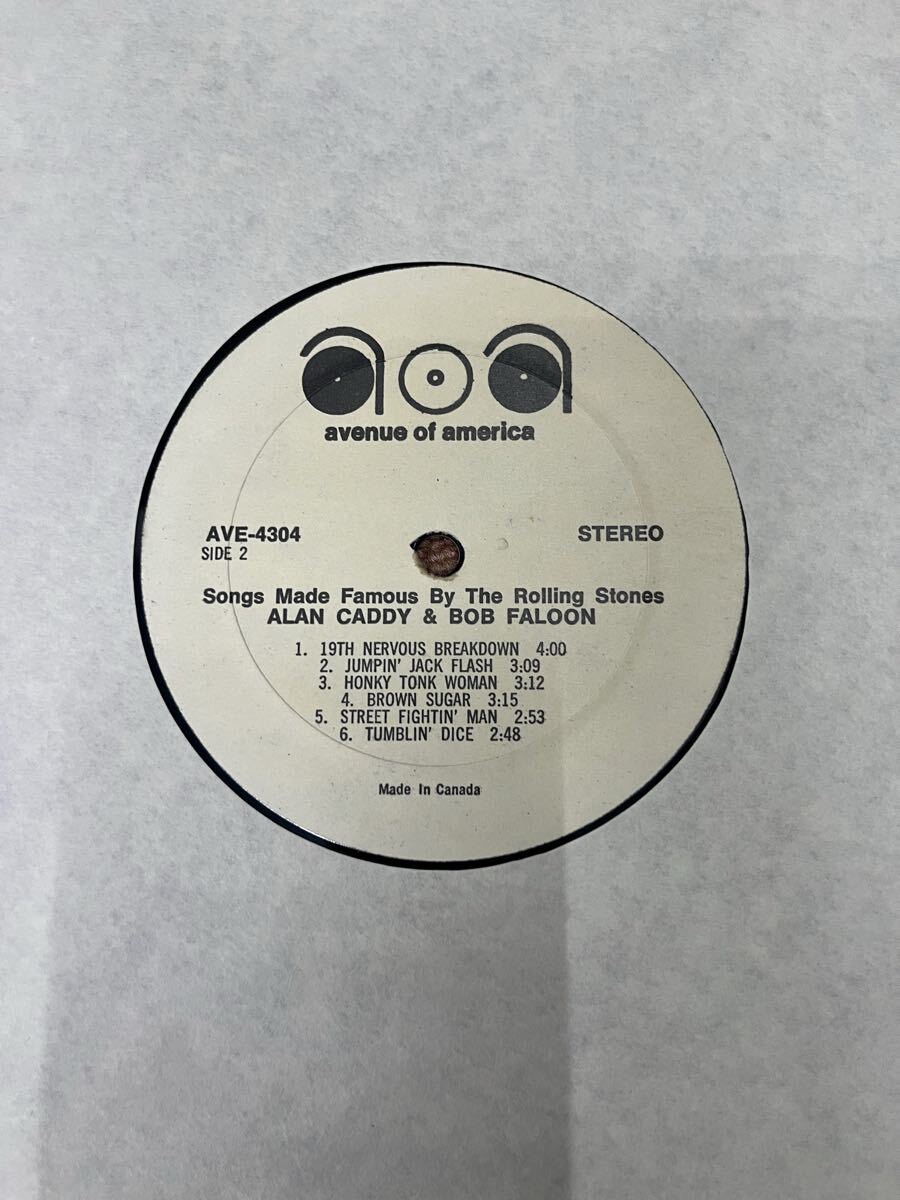 aoa
avenue of america
AVE-4304 STEREO
SIDE 2
Songs Made Famous By The Rolling Stones
ALAN CADDY & BOB FALOON
1. 19TH NERVOUS BREAKDOWN 4:00
2. JUMPIN' JACK FLASH 3:09
3. HONKY TONK WOMAN 3:12
4. BROWN SUGAR 3:15
5. STREET FIGHTIN' MAN 2:53
6. TUMBLIN' DICE 2:48
Made In Canada